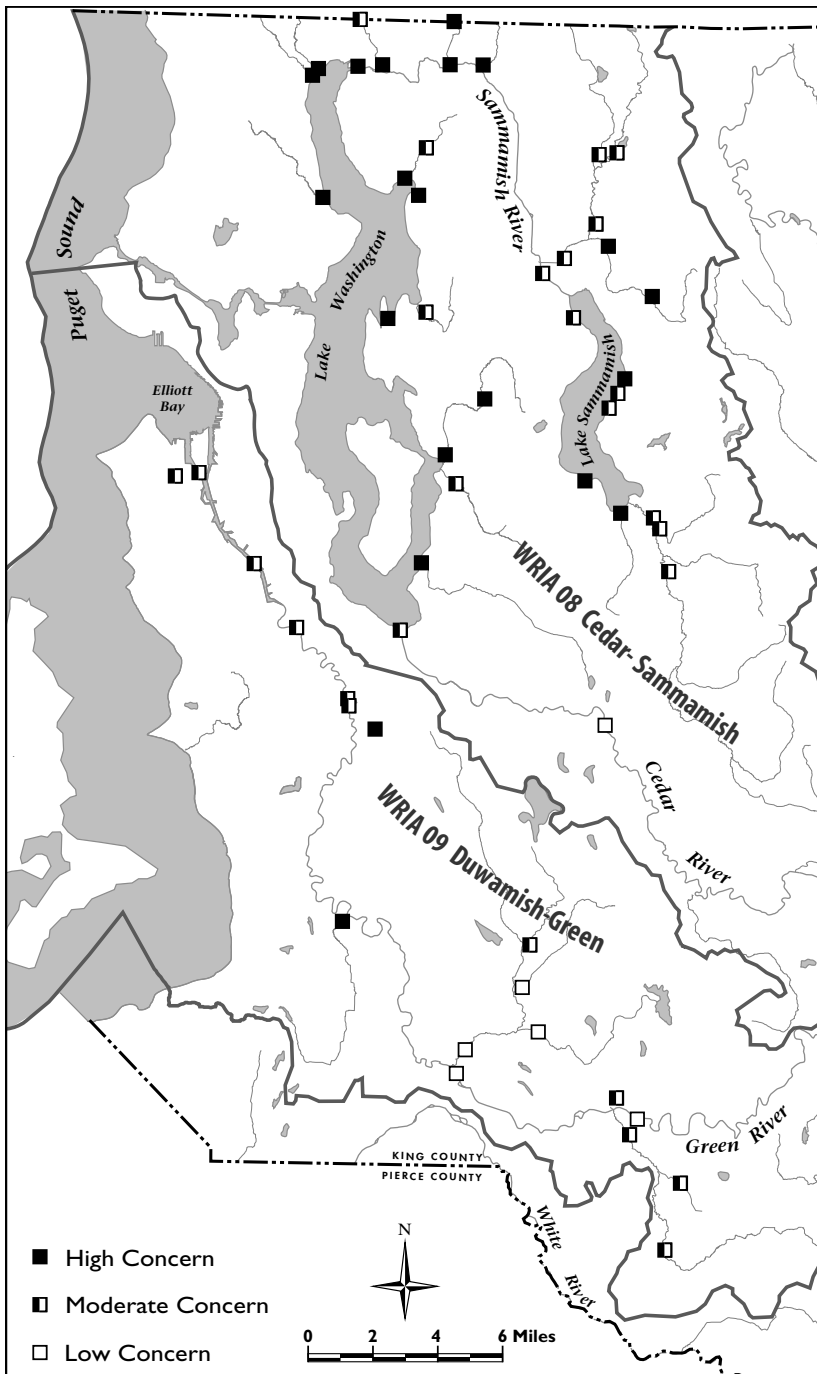 Sammamish River
Puget Sound
Lake Washington
Elliott
Bay
Lake Sammamish
WRIA 08 Cedar- Sammamish
WRIA 09 Duwamish-Green
Cedar
River
Green River
KING COUNTY
PIERCE COUNTY
White
River
N
High Concern
Moderate Concern
Low Concern
0 2 4 6 Miles